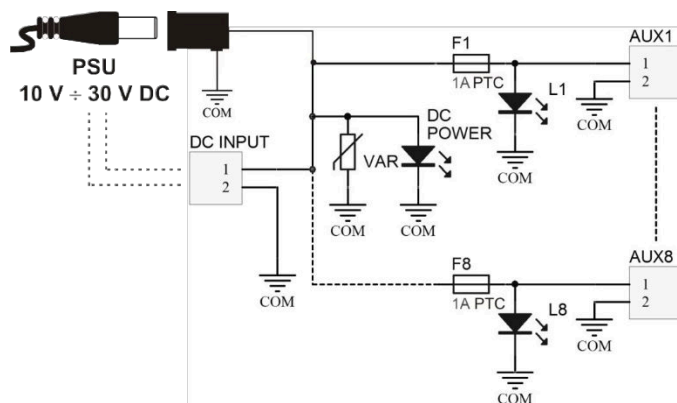 PSU
10 V ÷ 30 V DC
COM
DC INPUT
1
2
COM
VAR
COM
DC
POWER
COM
F1
1A PTC
L1
COM
AUX1
1
2
COM
F8
1A PTC
L8
COM
AUX8
1
2
COM